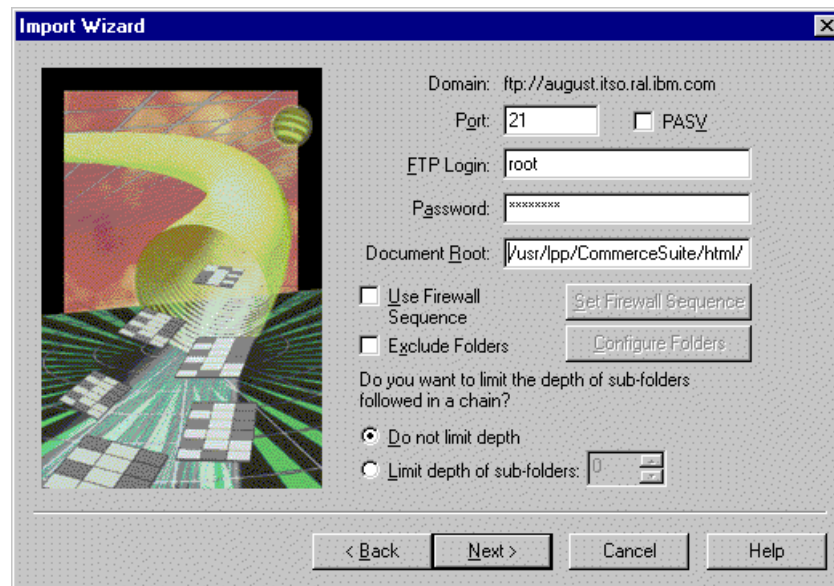 Import Wizard
Domain: ftp://august.itso.ral.ibm.com
Port: 21 PASV
FTP Login: root
Password: ********
Document Root: /usr/lpp/CommerceSuite/html/
Use Firewall Sequence Set Firewall Sequence
Exclude Folders Configure Folders
Do you want to limit the depth of sub-folders
followed in a chain?
Do not limit depth
Limit depth of sub-folders: 0
< Back Next > Cancel Help